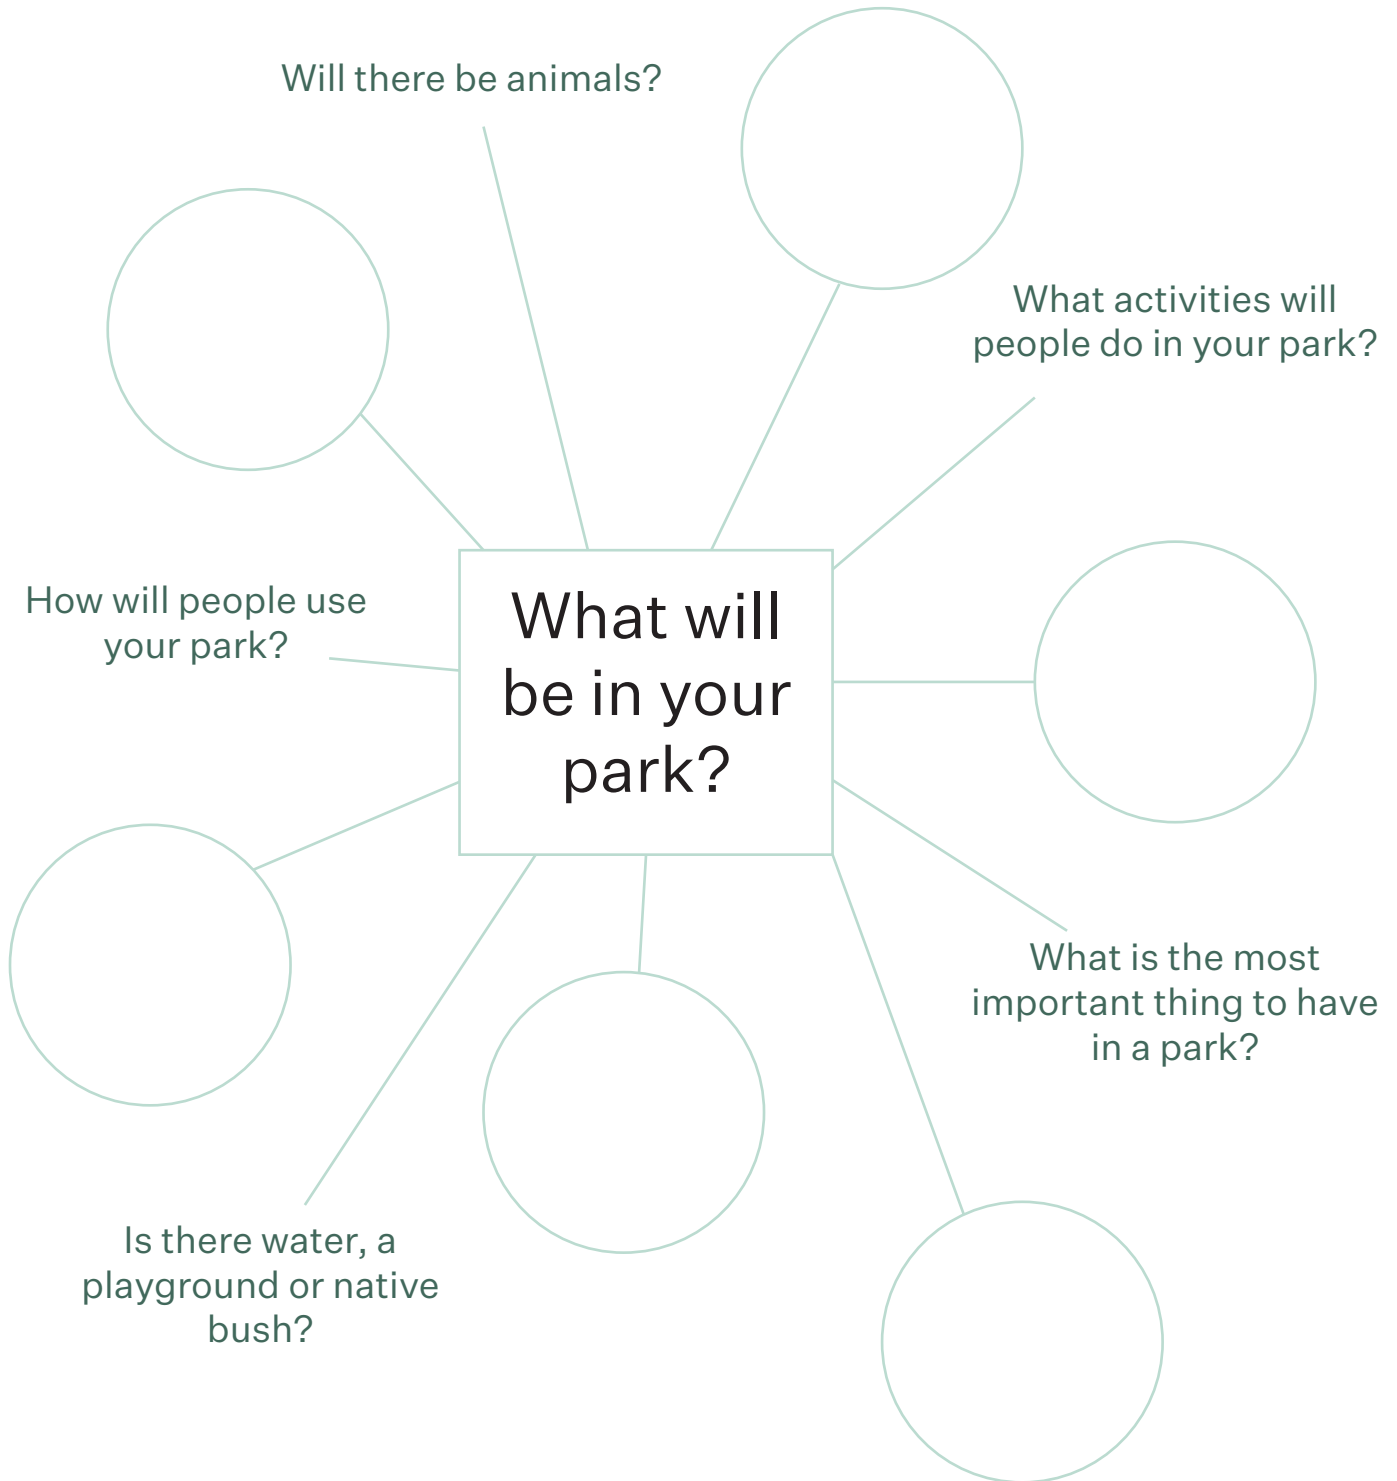 Will there be animals?
What activities will
people do in your park?
How will people use
your park?
What will
be in your
park?
What is the most
important thing to have
in a park?
Is there water, a
playground or native
bush?